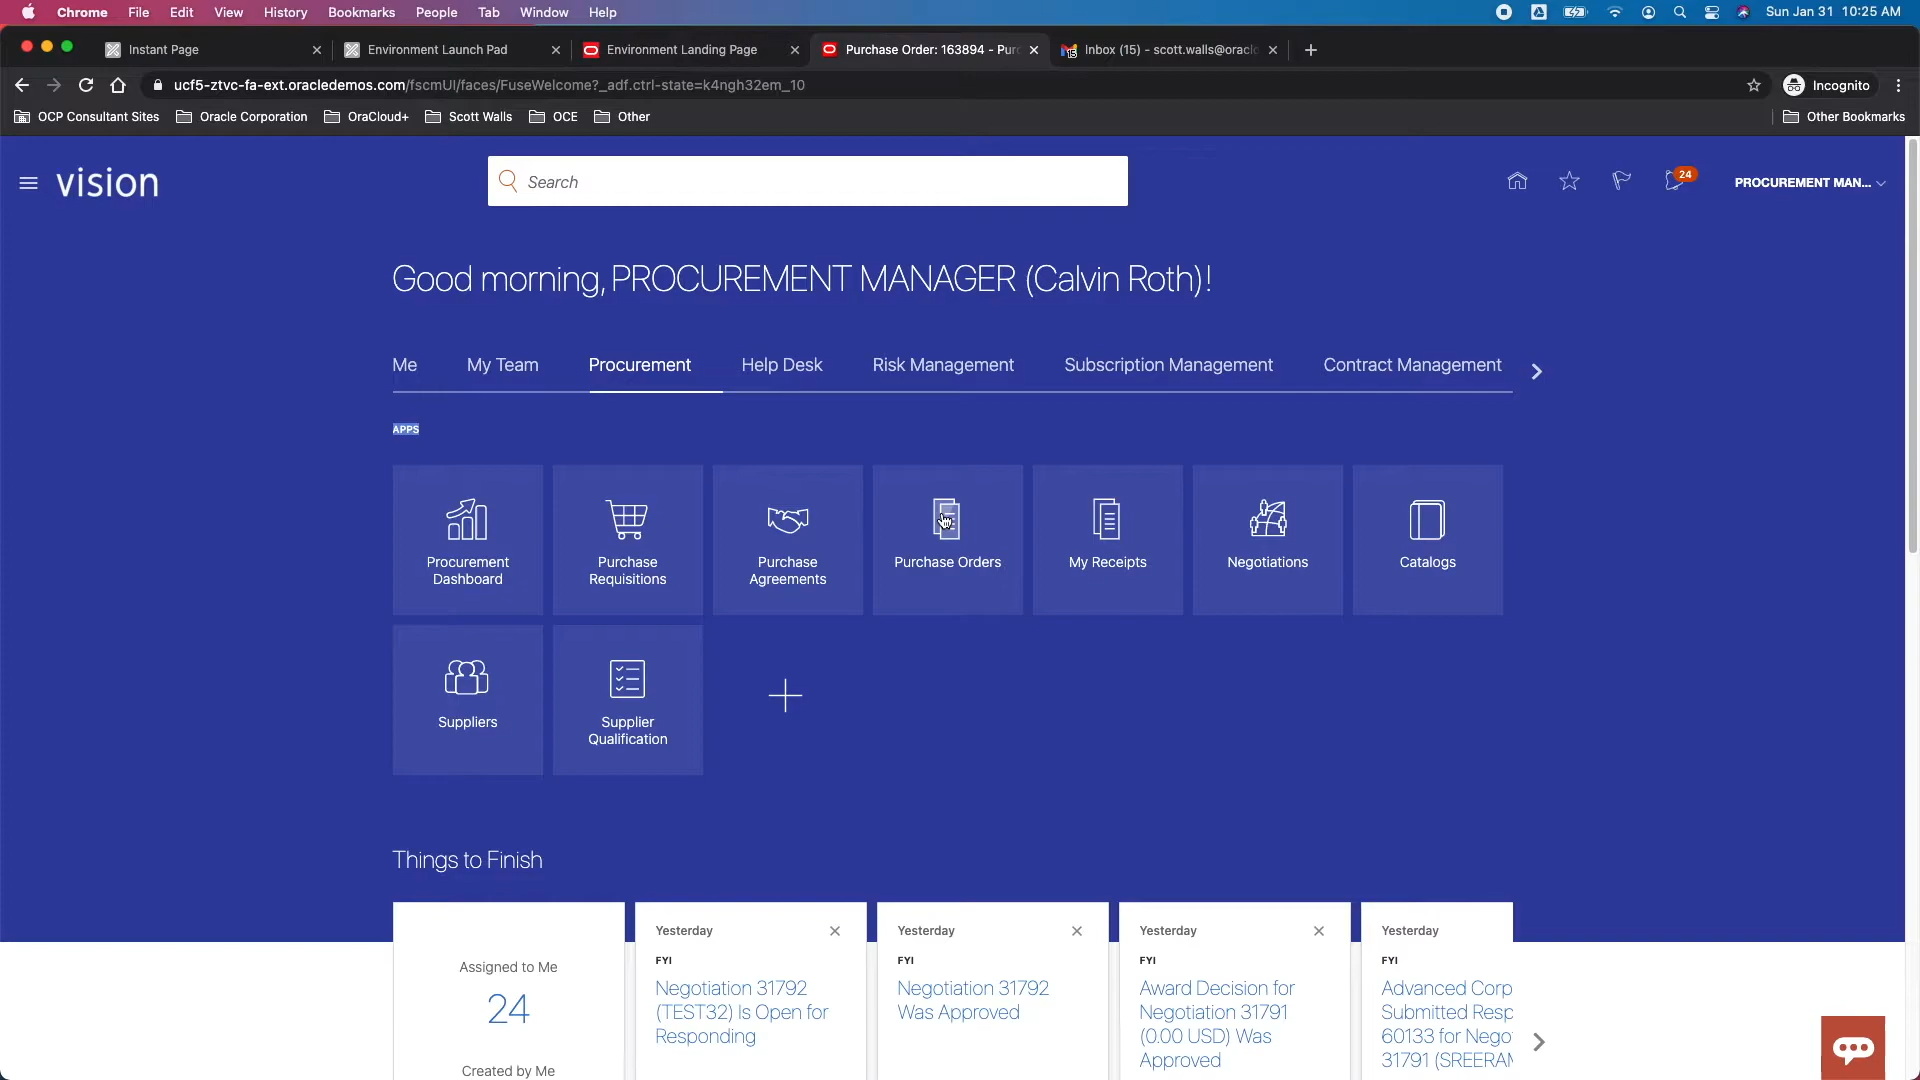 Chrome File Edit View History Bookmarks People Tab Window Help Sun Jan 31 10:25 AM
Instant Page Environment Launch Pad Environment Landing Page Purchase Order: 163894 - Purc Inbox (15) - scott.walls@oracl
ucf5-ztvc-fa-ext.oracledemos.com/fscmUI/faces/FuseWelcome?_adf.ctrl-state=k4ngh32em_10 Incognito
OCP Consultant Sites Oracle Corporation OraCloud+ Scott Walls OCE Other Other Bookmarks
vision Search 24 PROCUREMENT MAN...
Good morning, PROCUREMENT MANAGER (Calvin Roth)!
Me My Team Procurement Help Desk Risk Management Subscription Management Contract Management
APPS
Procurement
Dashboard
Purchase
Requisitions
Purchase
Agreements
Purchase Orders
My Receipts
Negotiations
Catalogs
Suppliers
Supplier
Qualification
Things to Finish
Assigned to Me
24
Created by Me
Yesterday
FYI
Negotiation 31792
(TEST32) Is Open for
Responding
Yesterday
FYI
Negotiation 31792
Was Approved
Yesterday
FYI
Award Decision for
Negotiation 31791
(0.00 USD) Was
Approved
Yesterday
FYI
Advanced Corp
Submitted Resp
60133 for Nego
31791 (SREERAM